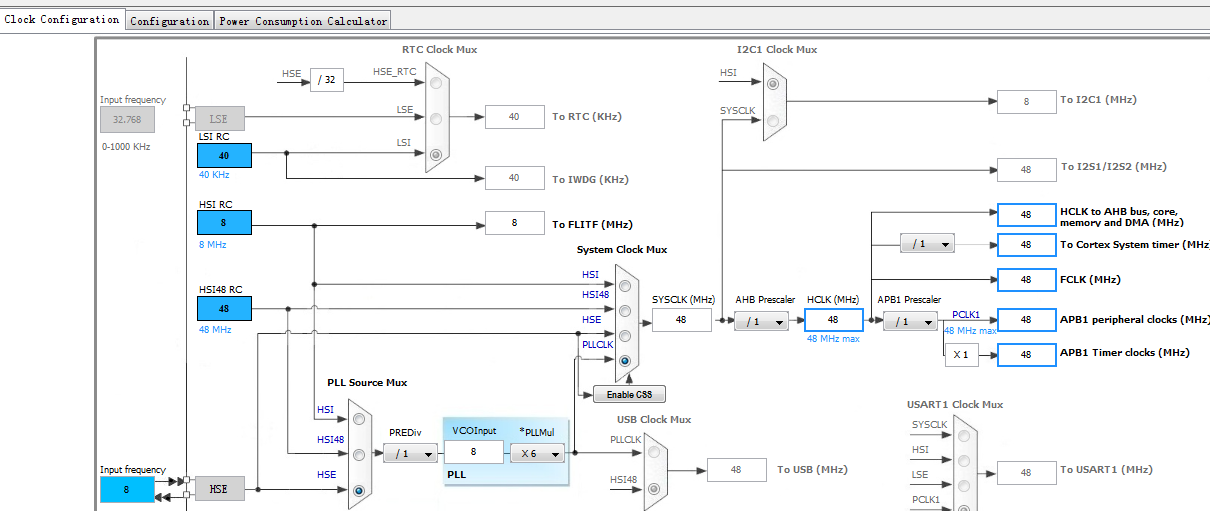 Clock Configuration
Configuration
Power Consumption Calculator
RTC Clock Mux
I2C1 Clock Mux
HSE
/ 32
HSE_RTC
HSI
Input frequency
32.768
0-1000 KHz
LSE
LSE
40
To RTC (KHz)
SYSCLK
8
To I2C1 (MHz)
LSI RC
40
40 KHz
LSI
40
To IWDG (KHz)
48
To I2S1/I2S2 (MHz)
HSI RC
8
8 MHz
8
To FLITF (MHz)
48
HCLK to AHB bus, core,
memory and DMA (MHz)
/ 1
48
To Cortex System timer (MHz
System Clock Mux
HSI
48
FCLK (MHz)
HSI48 RC
48
48 MHz
HSI48
HSE
PLLCLK
SYSCLK (MHz)
48
AHB Prescaler
/ 1
HCLK (MHz)
48
48 MHz max
APB1 Prescaler
/ 1
PCLK1
48 MHz max
48
APB1 peripheral clocks (MHz)
X 1
48
APB1 Timer clocks (MHz)
Enable CSS
PLL Source Mux
HSI
HSI48
HSE
PREDiv
/ 1
VCOInput
8
*PLLMul
X 6
PLL
USB Clock Mux
PLLCLK
HSI48
48
To USB (MHz)
USART1 Clock Mux
SYSCLK
HSI
LSE
PCLK1
48
To USART1 (MHz)
Input frequency
8
HSE